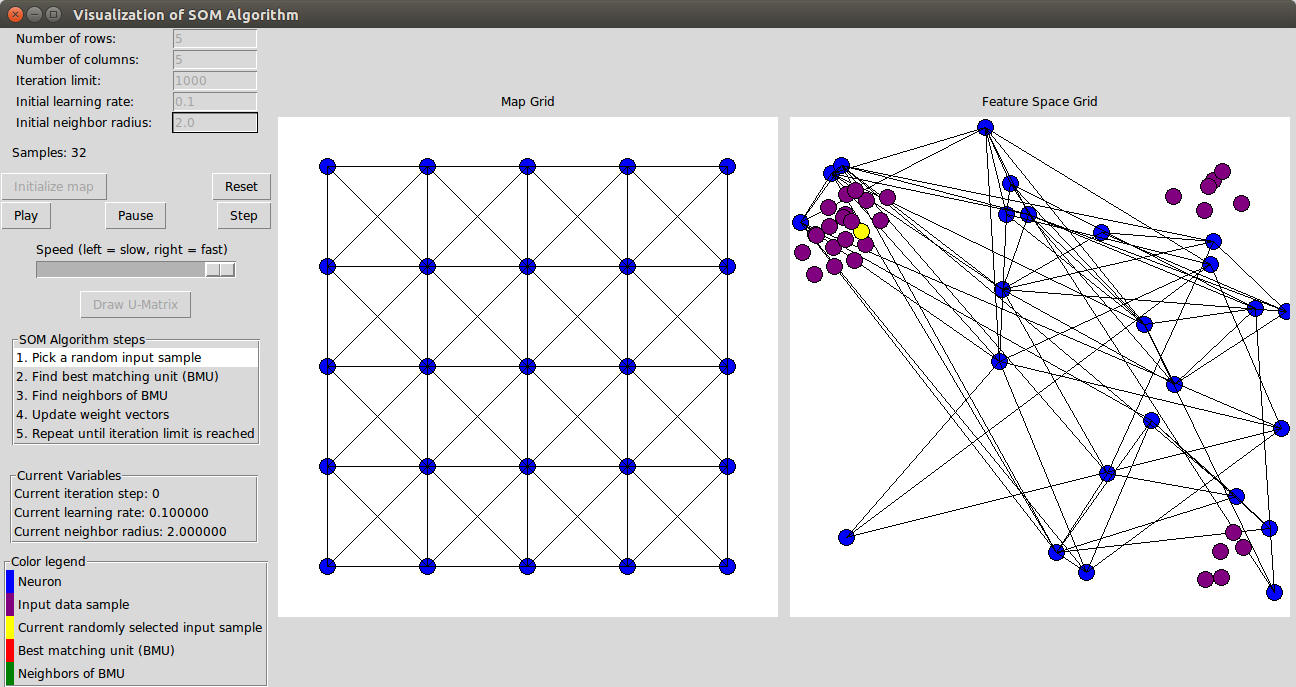 Visualization of SOM Algorithm
Number of rows: 5
Number of columns: 5
Iteration limit: 1000
Initial learning rate: 0.1
Initial neighbor radius: 2.0
Samples: 32
Initialize map Reset
Play Pause Step
Speed (left = slow, right = fast)
Draw U-Matrix
SOM Algorithm steps
1. Pick a random input sample
2. Find best matching unit (BMU)
3. Find neighbors of BMU
4. Update weight vectors
5. Repeat until iteration limit is reached
Current Variables
Current iteration step: 0
Current learning rate: 0.100000
Current neighbor radius: 2.000000
Color legend
Neuron
Input data sample
Current randomly selected input sample
Best matching unit (BMU)
Neighbors of BMU
Map Grid
Feature Space Grid